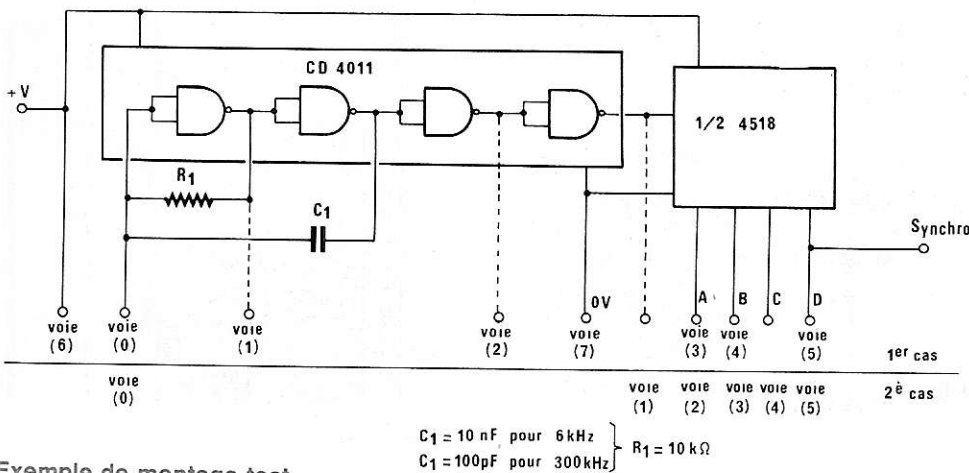 CD 4011
+V
1/2 4518
R1
C1
Synchro
0V
A B C D
voie (6)
voie (0)
voie (1)
voie (2)
voie (7)
voie (3)
voie (4)
voie (5)
1er cas
voie (0)
voie (1)
voie (2)
voie (3)
voie (4)
voie (5)
2è cas
C1 = 10 nF pour 6kHz
C1 = 100pF pour 300kHz
R1 = 10kΩ
Exemple de montage test